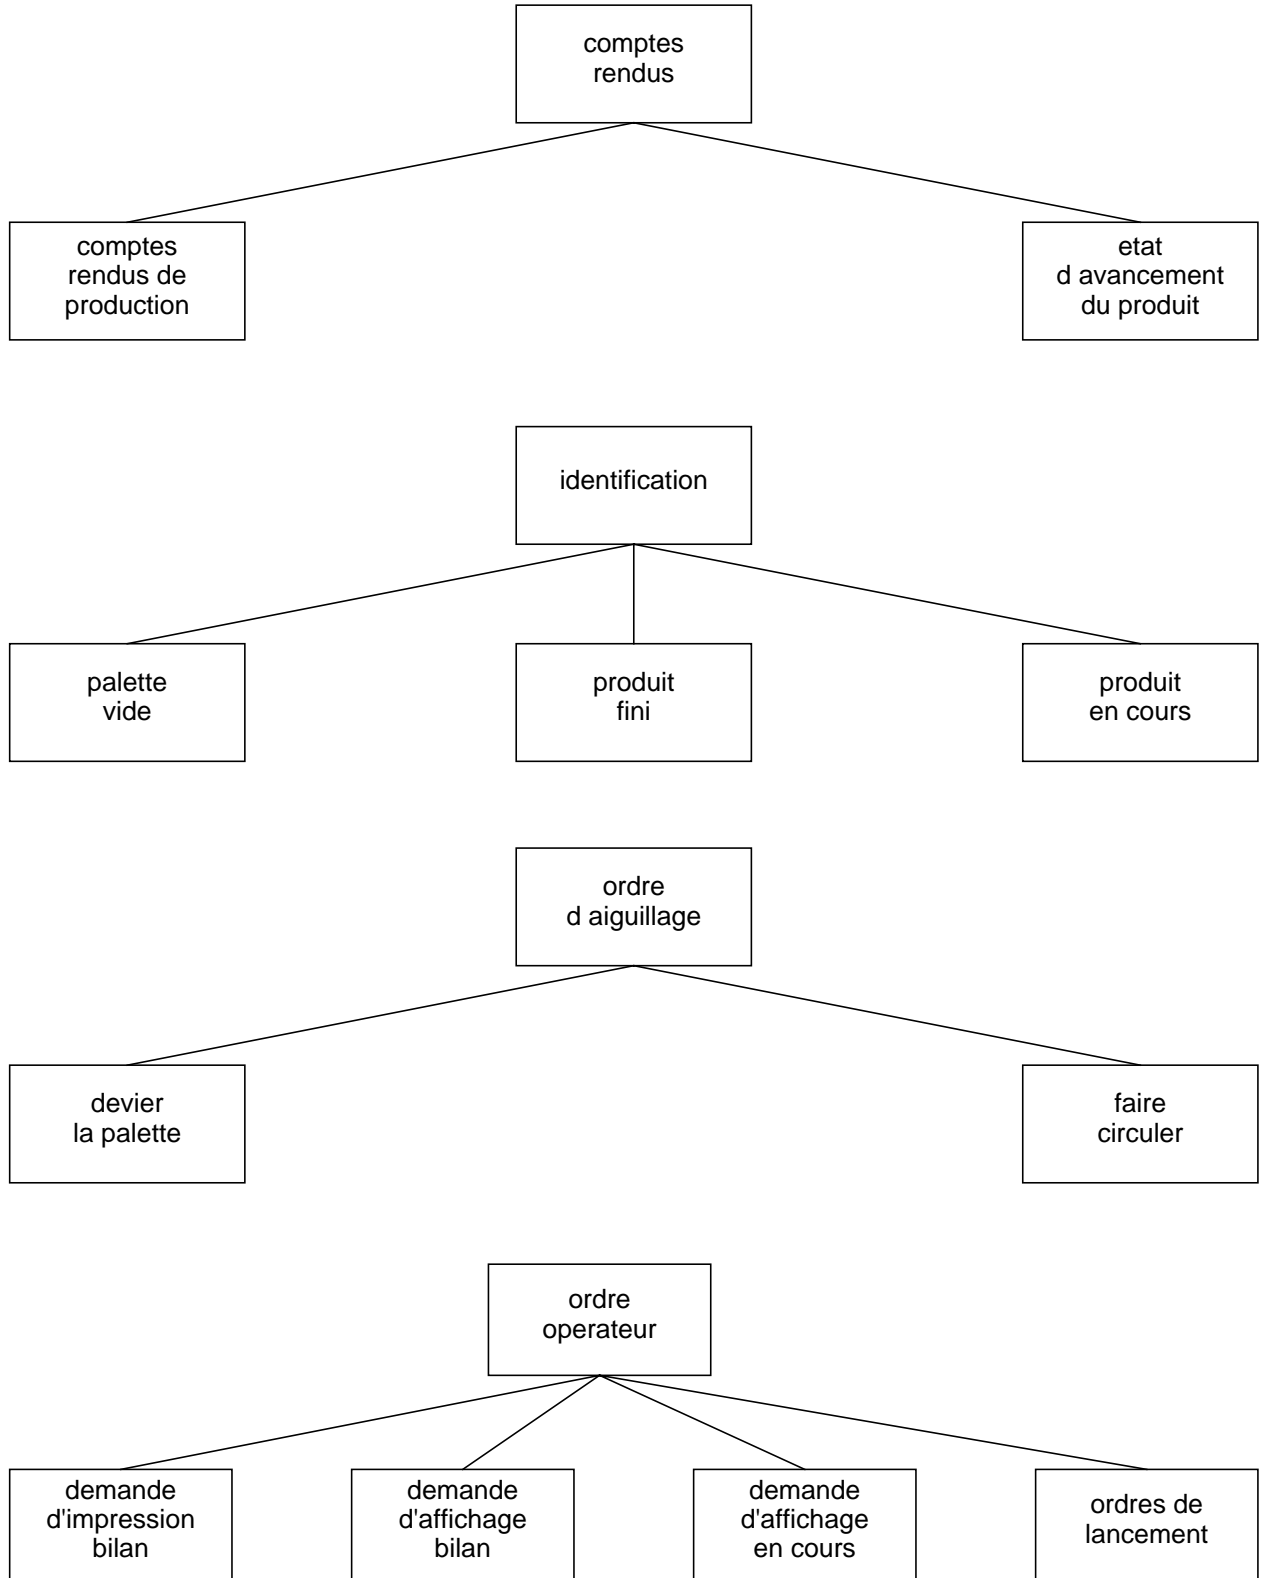 comptes
rendus
comptes
rendus de
production
etat
d avancement
du produit
identification
palette
vide
produit
fini
produit
en cours
ordre
d aiguillage
devier
la palette
faire
circuler
ordre
operateur
demande
d'impression
bilan
demande
d'affichage
bilan
demande
d'affichage
en cours
ordres de
lancement